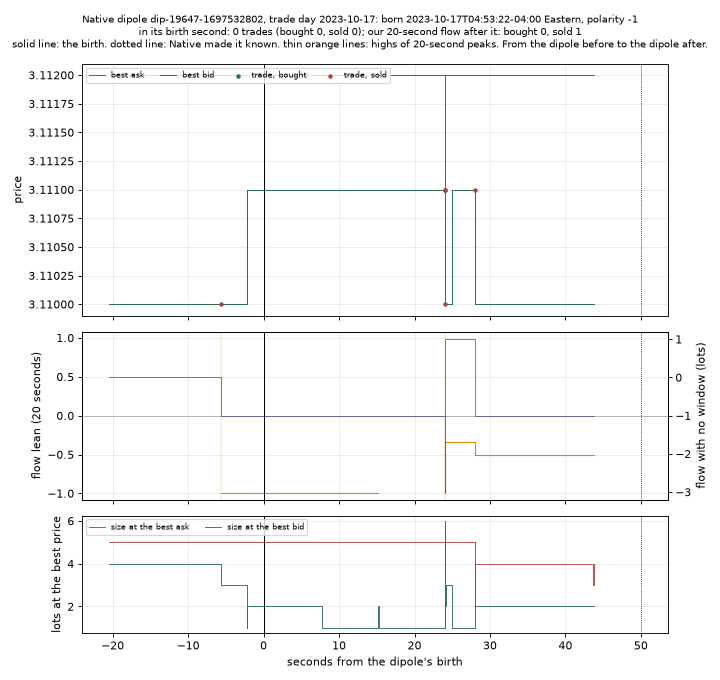 Native dipole dip-19647-1697532802, trade day 2023-10-17: born 2023-10-17T04:53:22-04:00 Eastern, polarity -1
in its birth second: 0 trades (bought 0, sold 0); our 20-second flow after it: bought 0, sold 1
solid line: the birth. dotted line: Native made it known. thin orange lines: highs of 20-second peaks. From the dipole before to the dipole after.
best ask
best bid
trade, bought
trade, sold
3.11200
3.11175
3.11150
3.11125
3.11100
3.11075
3.11050
3.11025
3.11000
price
1.0
0.5
0.0
−0.5
−1.0
flow lean (20 seconds)
1
0
−1
−2
−3
flow with no window (lots)
size at the best ask
size at the best bid
6
4
2
lots at the best price
−20
−10
0
10
20
30
40
50
seconds from the dipole's birth